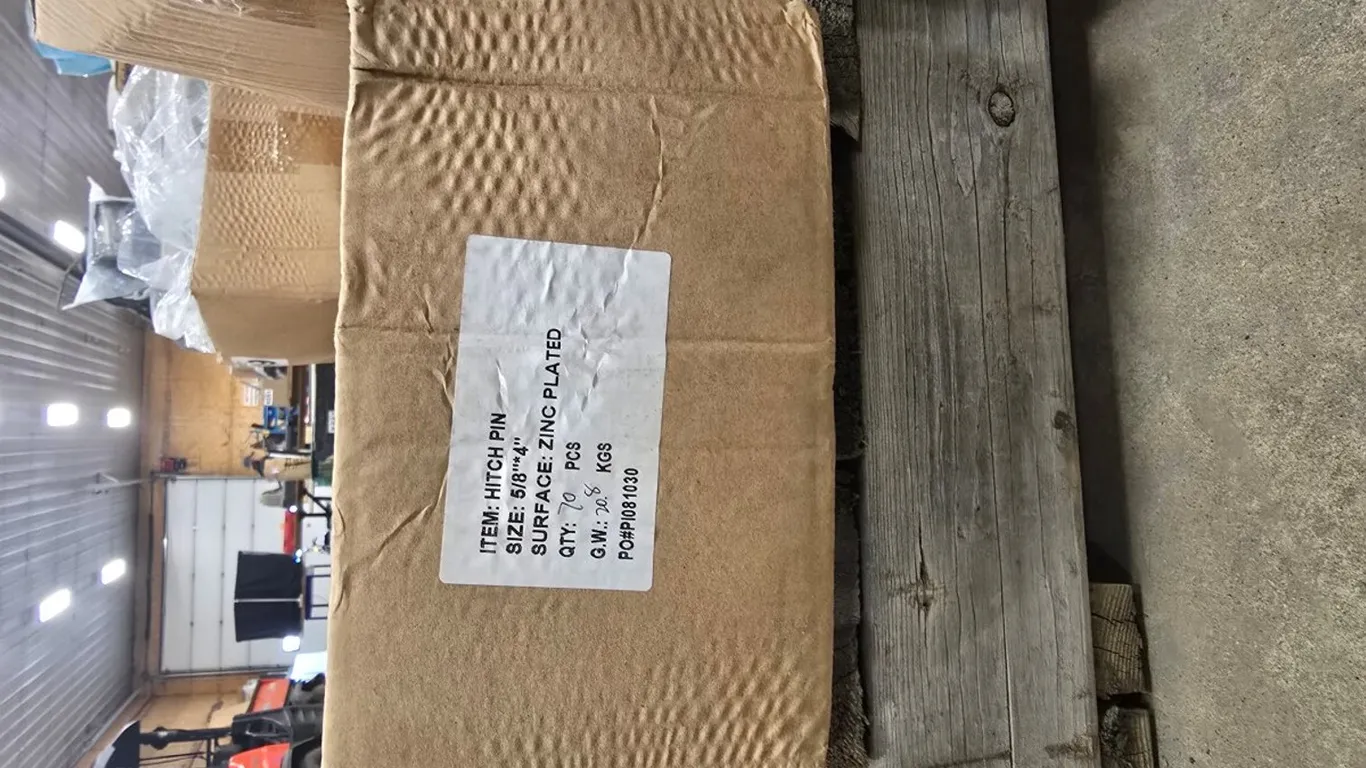 ITEM: HITCH PIN
SIZE: 5/8"*4"
SURFACE: ZINC PLATED
QTY: 70 PCS
G.W.: 20.8 KGS
PO#PI081030